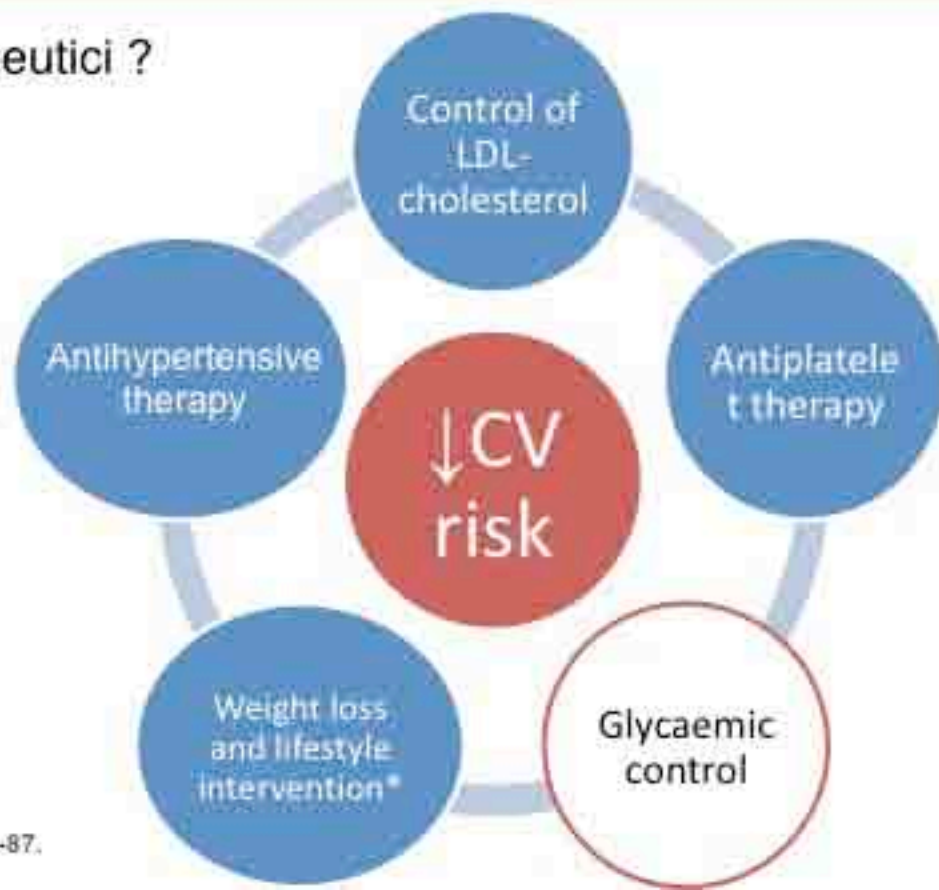 eutici ?
Control of
LDL-
cholesterol
Antihypertensive
therapy
Antiplatele
t therapy
↓CV
risk
Weight loss
and lifestyle
intervention*
Glycaemic
control
-87.